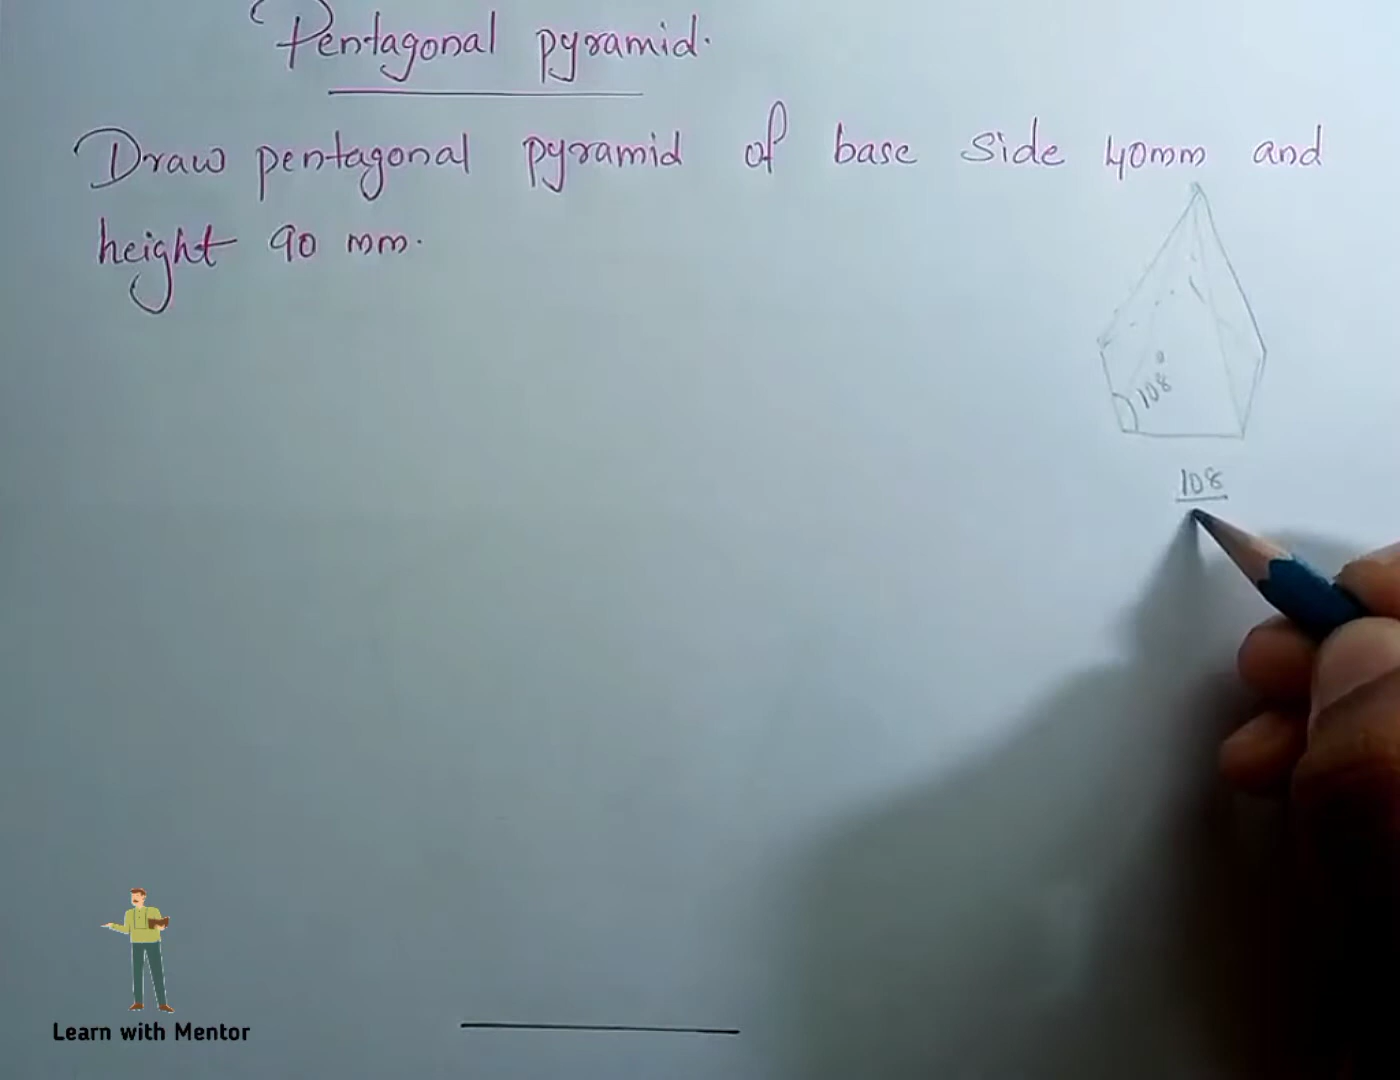 Pentagonal pyramid.
Draw pentagonal pyramid of base side 40mm and
height 90 mm.
108
108
Learn with Mentor